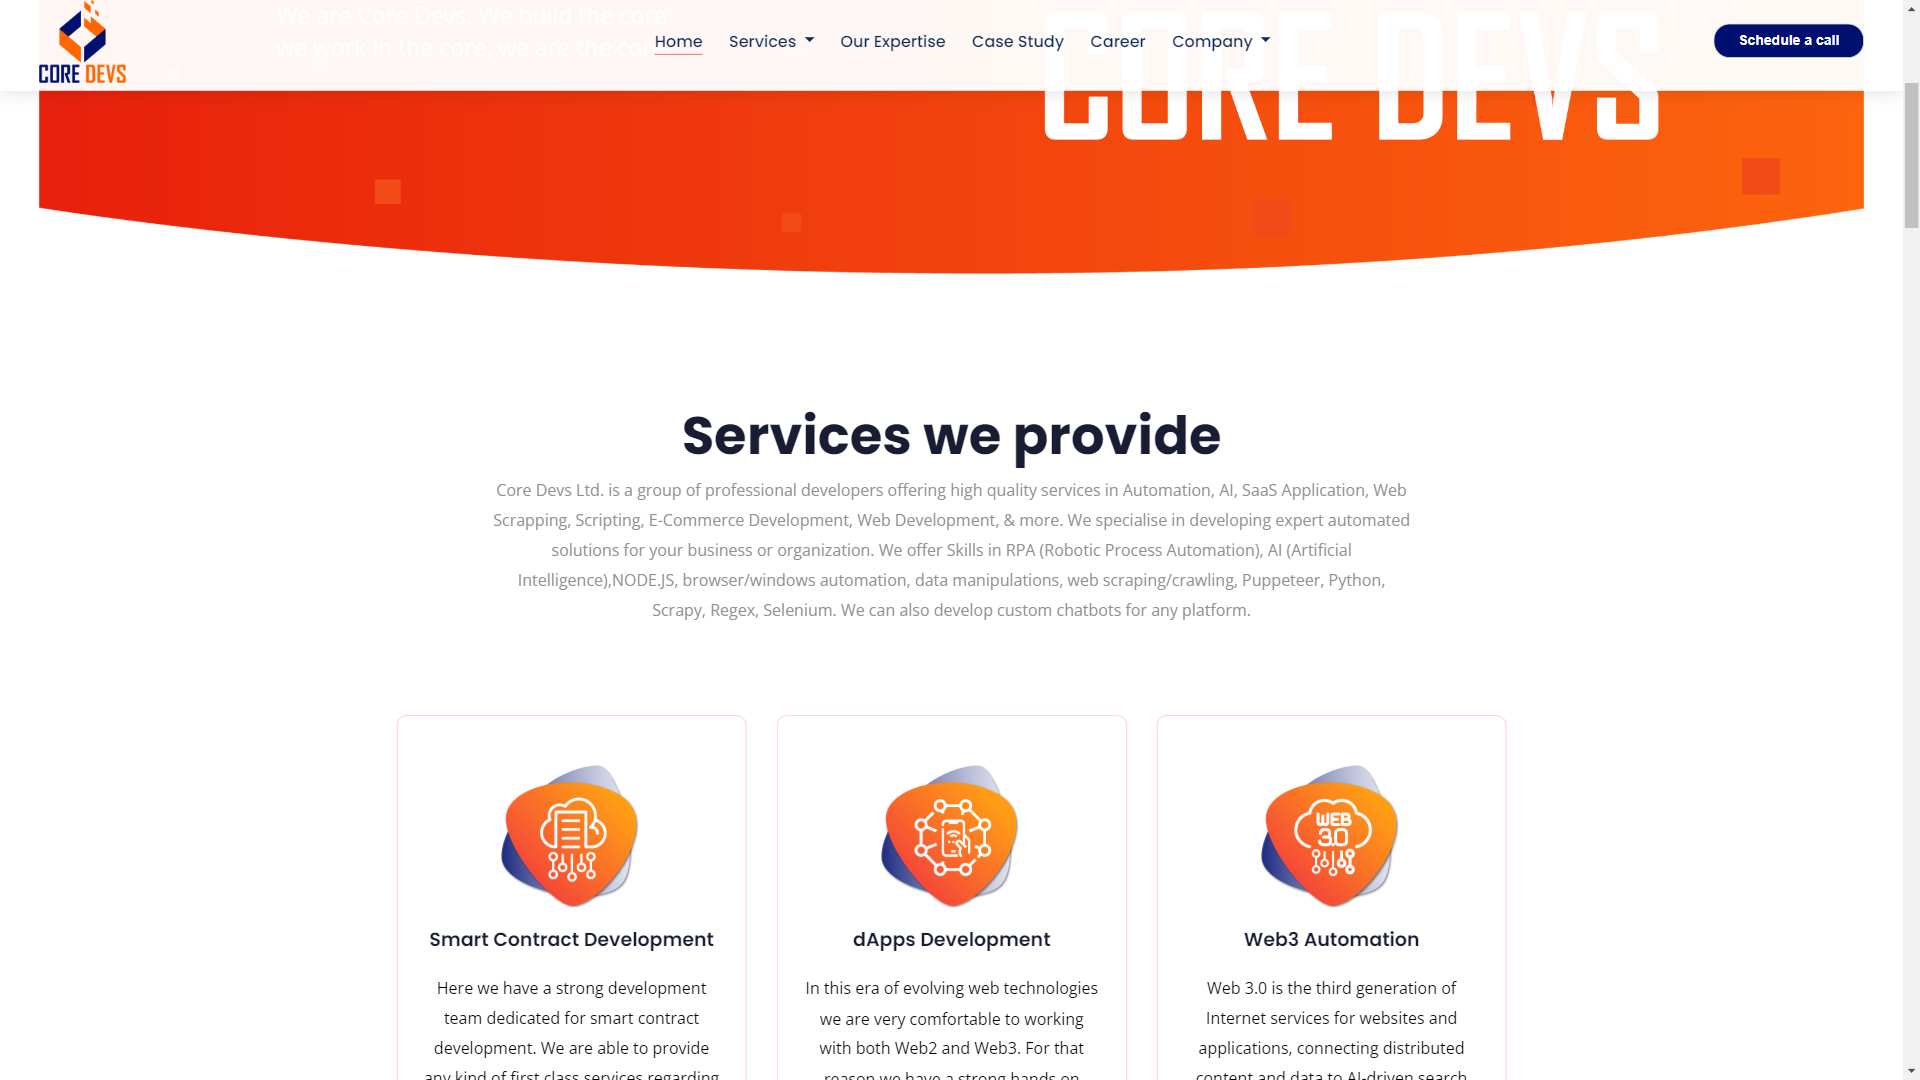 We are Core Devs. We build the core
we work in the core, we are the core
CORE DEVS
Home
Services
Our Expertise
Case Study
Career
Company
Schedule a call
CORE DEVS
Services we provide
Core Devs Ltd. is a group of professional developers offering high quality services in Automation, AI, SaaS Application, Web
Scrapping, Scripting, E-Commerce Development, Web Development, & more. We specialise in developing expert automated
solutions for your business or organization. We offer Skills in RPA (Robotic Process Automation), AI (Artificial
Intelligence),NODE.JS, browser/windows automation, data manipulations, web scraping/crawling, Puppeteer, Python,
Scrapy, Regex, Selenium. We can also develop custom chatbots for any platform.
Smart Contract Development
Here we have a strong development
team dedicated for smart contract
development. We are able to provide
any kind of first class services regarding
dApps Development
In this era of evolving web technologies
we are very comfortable to working
with both Web2 and Web3. For that
reason we have a strong hands on
WEB
3.0
Web3 Automation
Web 3.0 is the third generation of
Internet services for websites and
applications, connecting distributed
content and data to AI-driven search